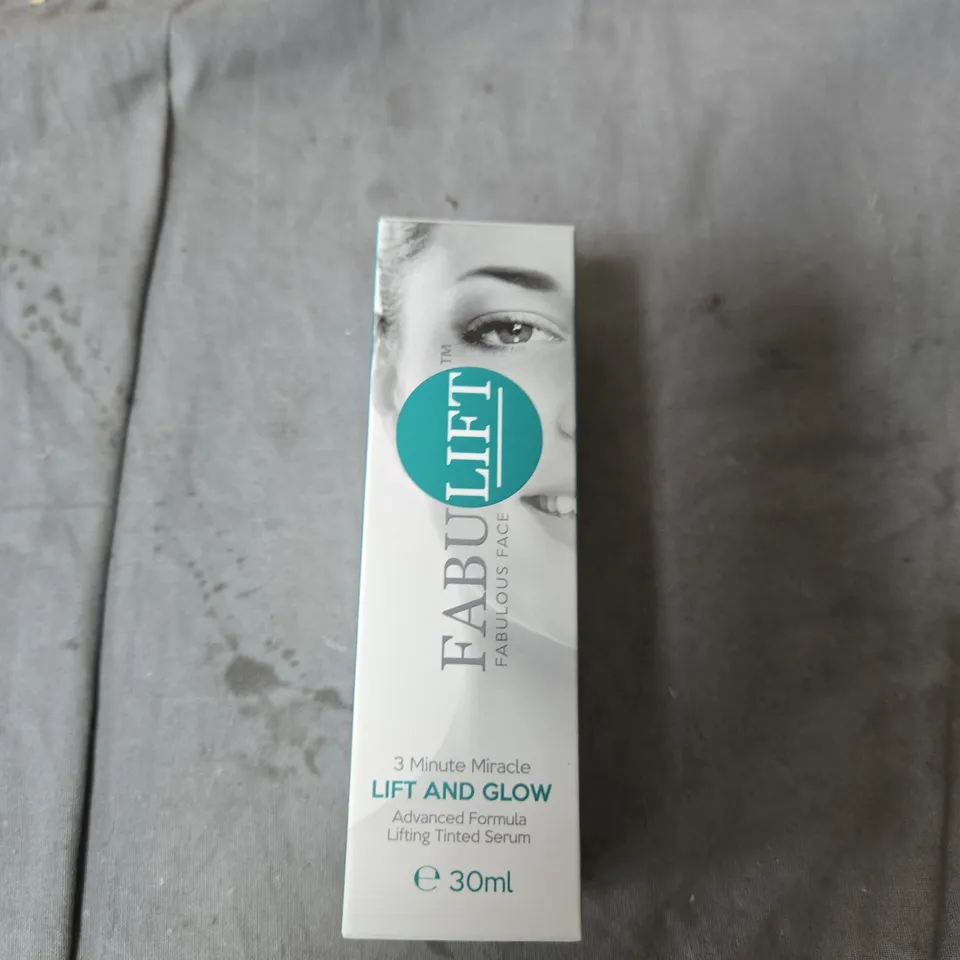 FABULIFT™
FABULOUS FACE
3 Minute Miracle
LIFT AND GLOW
Advanced Formula
Lifting Tinted Serum
℮ 30ml